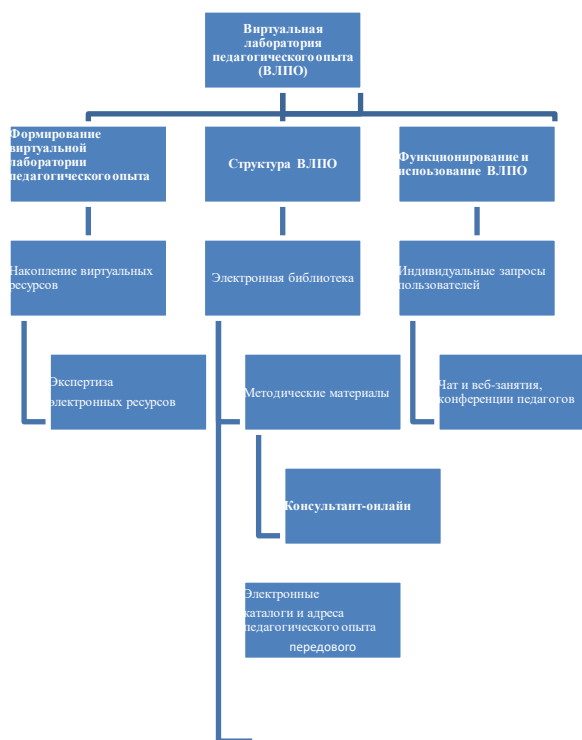 Виртуальная
лаборатория
педагогического опыта
(ВЛПО)
Формирование
виртуальной
лаборатории
педагогического опыта
Структура ВЛПО
Функционирование и
испоьзование ВЛПО
Накопление виртуальных
ресурсов
Электронная библиотека
Индивидуальные запросы
пользователей
Экспертиза
электронных ресурсов
Методические материалы
Чат и веб-занятия,
конференции педагогов
Консультант-онлайн
Электронные
каталоги и адреса
педагогического опыта
передового